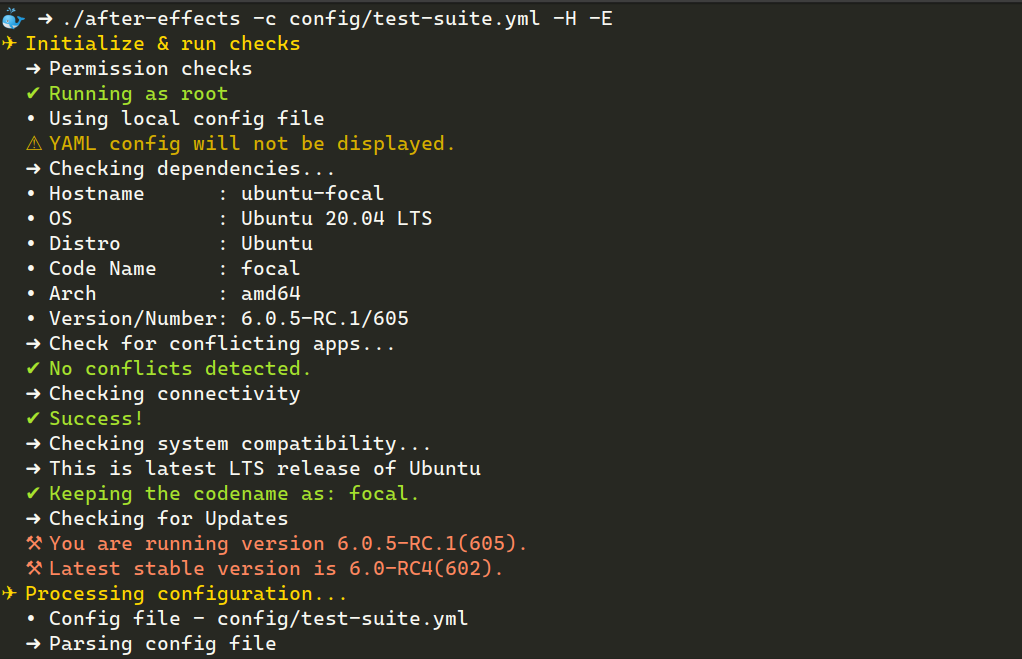 🐳 ➜ ./after-effects -c config/test-suite.yml -H -E
✈ Initialize & run checks
➜ Permission checks
✔ Running as root
• Using local config file
⚠ YAML config will not be displayed.
➜ Checking dependencies...
• Hostname      : ubuntu-focal
• OS            : Ubuntu 20.04 LTS
• Distro        : Ubuntu
• Code Name     : focal
• Arch          : amd64
• Version/Number: 6.0.5-RC.1/605
➜ Check for conflicting apps...
✔ No conflicts detected.
➜ Checking connectivity
✔ Success!
➜ Checking system compatibility...
➜ This is latest LTS release of Ubuntu
✔ Keeping the codename as: focal.
➜ Checking for Updates
⚒ You are running version 6.0.5-RC.1(605).
⚒ Latest stable version is 6.0-RC4(602).
✈ Processing configuration...
• Config file - config/test-suite.yml
➜ Parsing config file